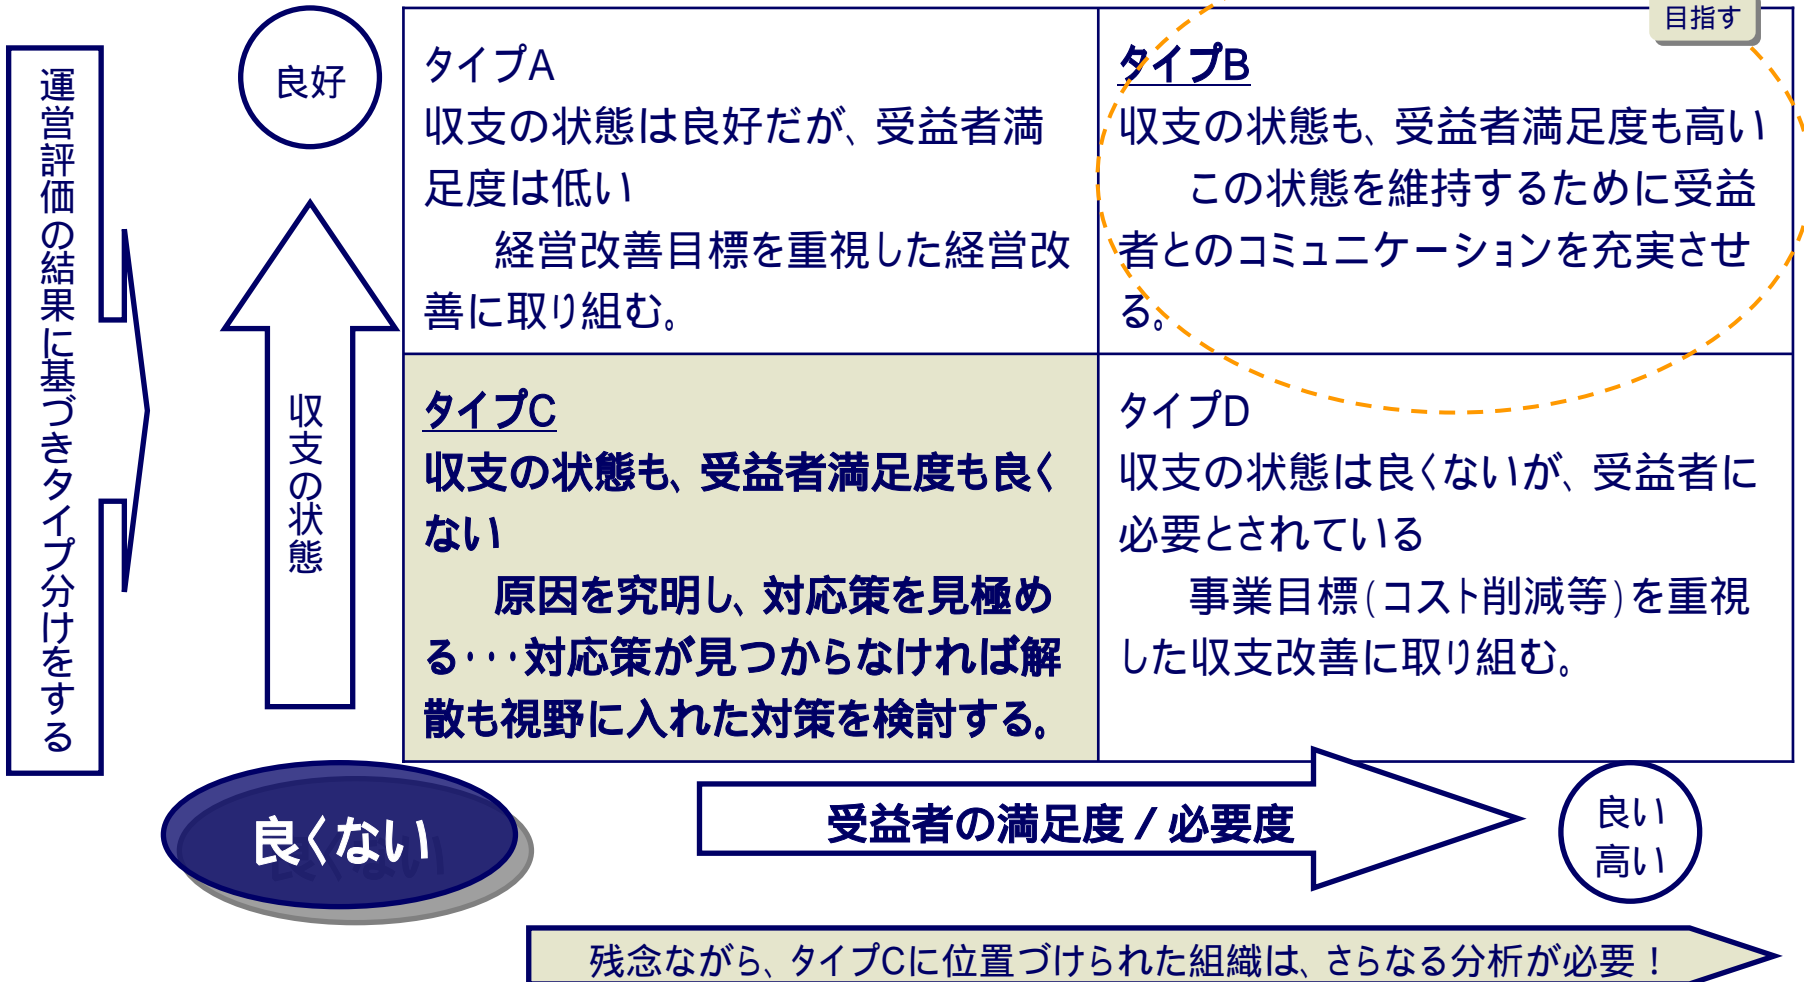 目指す
運営評価の結果に基づきタイプ分けをする
良好
収支の状態
タイプA
収支の状態は良好だが、受益者満
足度は低い
経営改善目標を重視した経営改
善に取り組む。
タイプB
収支の状態も、受益者満足度も高い
この状態を維持するために受益
者とのコミュニケーションを充実させ
る。
タイプC
収支の状態も、受益者満足度も良く
ない
原因を究明し、対応策を見極め
る・・・対応策が見つからなければ解
散も視野に入れた対策を検討する。
タイプD
収支の状態は良くないが、受益者に
必要とされている
事業目標(コスト削減等)を重視
した収支改善に取り組む。
良くない
受益者の満足度/必要度
良い
高い
残念ながら、タイプCに位置づけられた組織は、さらなる分析が必要!